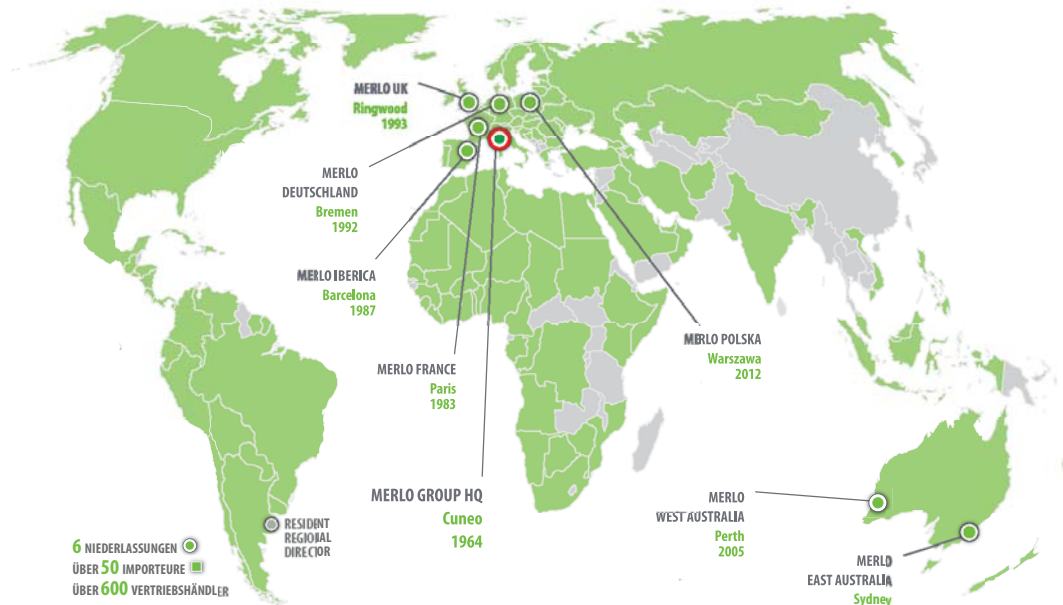 MERLO UK
Ringwood
1993
MERLO
DEUTSCHLAND
Bremen
1992
MERLO IBERICA
Barcelona
1987
MERLO FRANCE
Paris
1983
MERLO GROUP HQ
Cuneo
1964
MERLO POLSKA
Warszawa
2012
MERLO
WEST AUSTRALIA
Perth
2005
MERLO
EAST AUSTRALIA
Sydney
RESIDENT
REGIONAL
DIRECTOR
6 NIEDERLASSUNGEN
ÜBER 50 IMPORTEURE
ÜBER 600 VERTRIEBSHÄNDLER